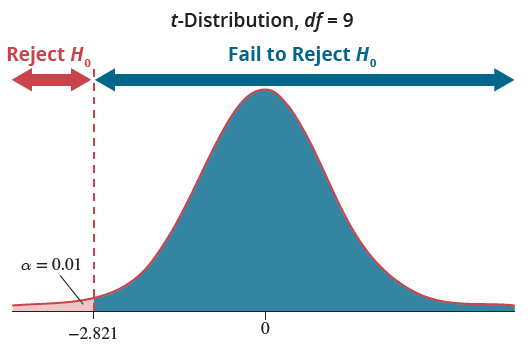 t-Distribution, df = 9
Reject H₀
Fail to Reject H₀
α = 0.01
−2.821
0